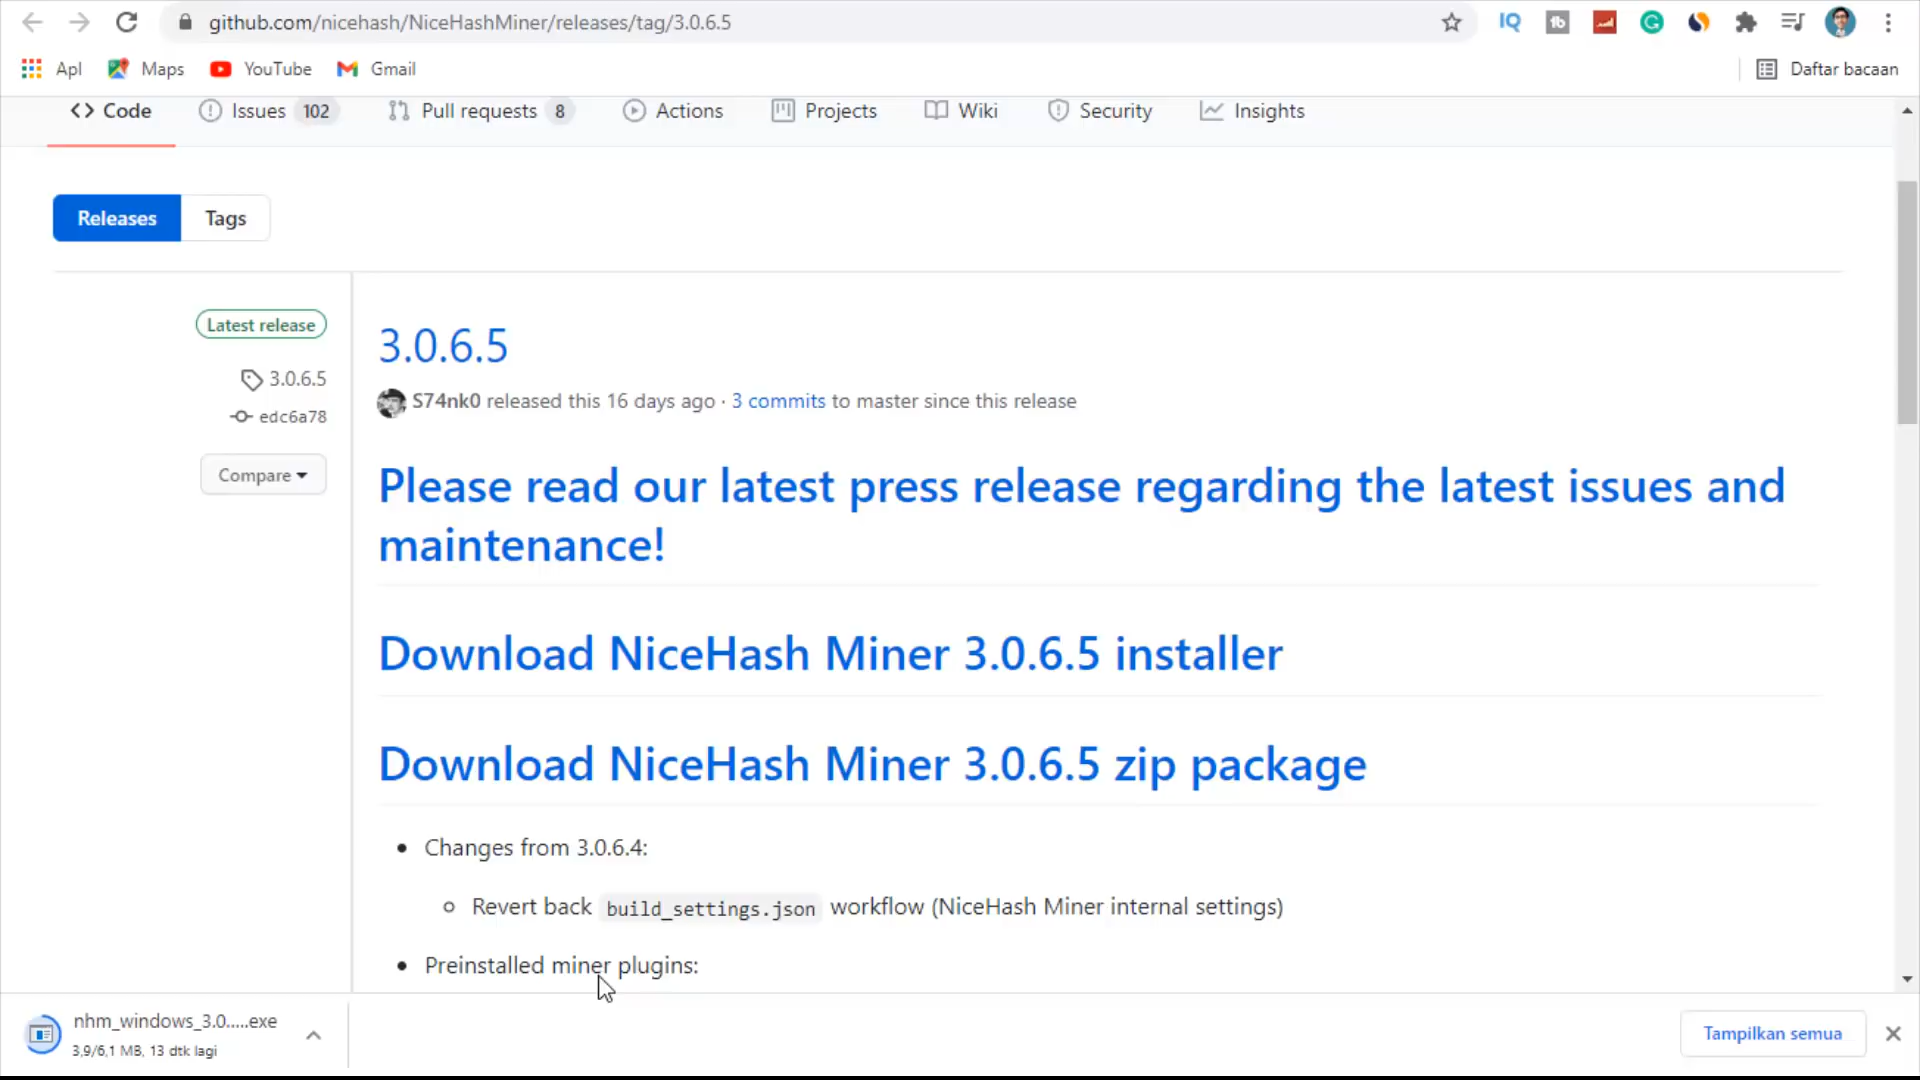 github.com/nicehash/NiceHashMiner/releases/tag/3.0.6.5
IQ
tb
G
Apl
Maps
YouTube
Gmail
Daftar bacaan
<> Code
Issues 102
Pull requests 8
Actions
Projects
Wiki
Security
Insights
Releases
Tags
Latest release
3.0.6.5
edc6a78
Compare
3.0.6.5
S74nk0 released this 16 days ago · 3 commits to master since this release
Please read our latest press release regarding the latest issues and
maintenance!
Download NiceHash Miner 3.0.6.5 installer
Download NiceHash Miner 3.0.6.5 zip package
• Changes from 3.0.6.4:
Revert back build_settings.json workflow (NiceHash Miner internal settings)
• Preinstalled miner plugins:
nhm_windows_3.0.....exe
3,9/6,1 MB, 13 dtk lagi
Tampilkan semua